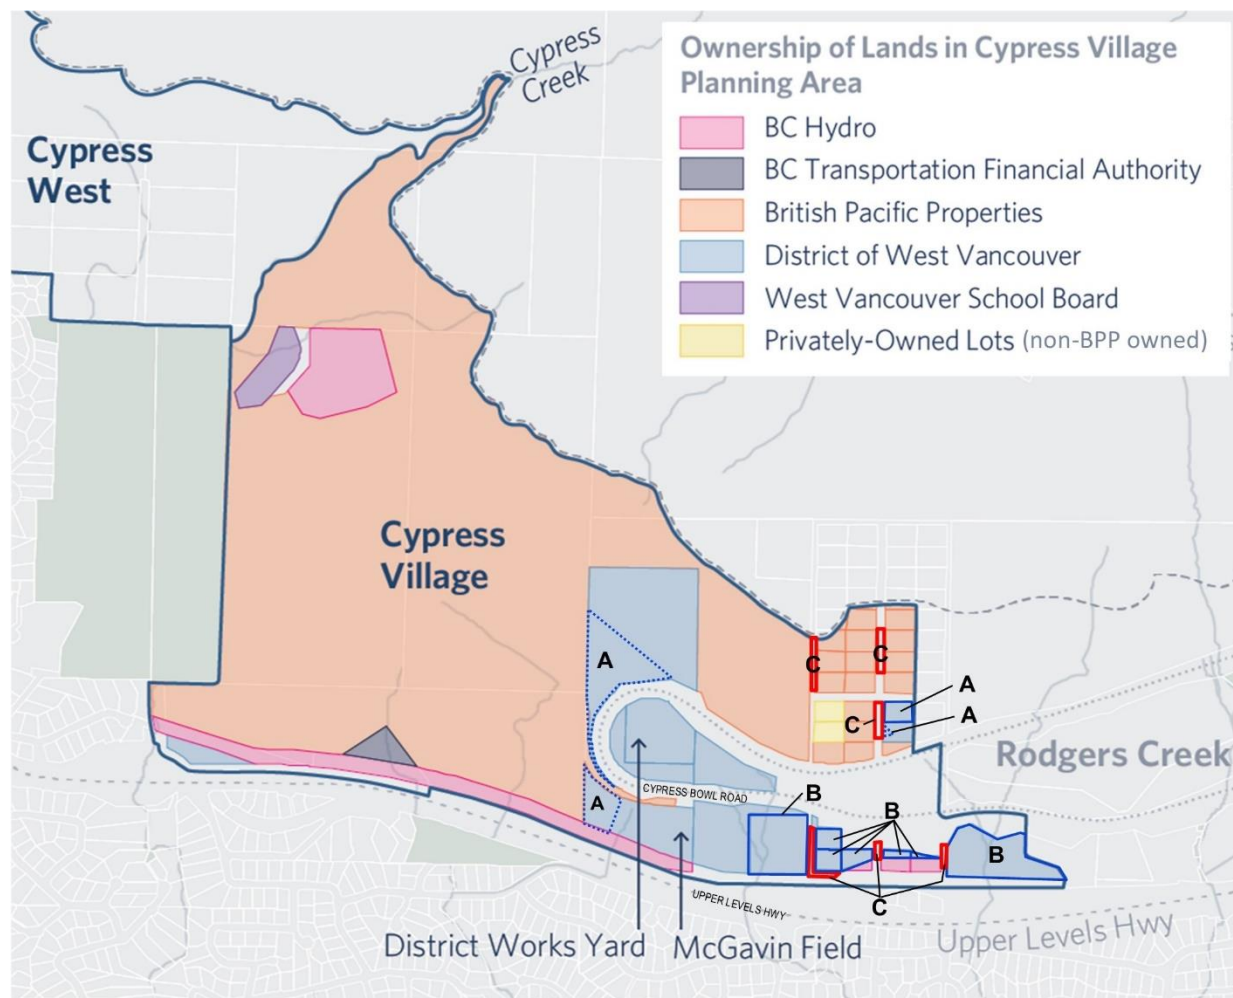 Cypress
Creek
Ownership of Lands in Cypress Village
Planning Area
BC Hydro
BC Transportation Financial Authority
British Pacific Properties
District of West Vancouver
West Vancouver School Board
Privately-Owned Lots (non-BPP owned)
Cypress
West
Cypress
Village
A
C
C
A
C
A
Rodgers Creek
CYPRESS BOWL ROAD
B
A
B
B
C
UPPER LEVELS HWY
Upper Levels Hwy
District Works Yard
McGavin Field